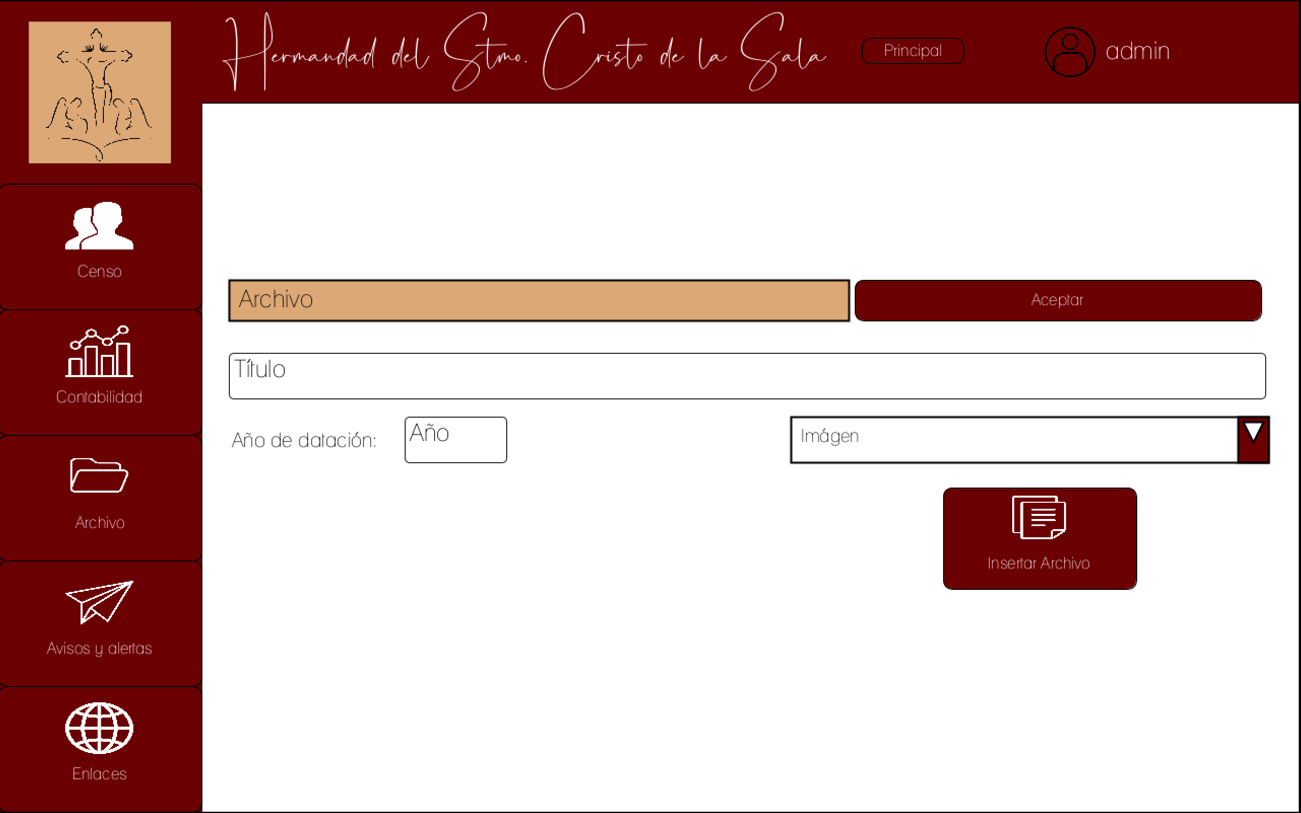 Hermandad del Stmo. Cristo de la Sala
Principal
admin
Censo
Contabilidad
Archivo
Avisos y alertas
Enlaces
Archivo
Aceptar
Título
Año de datación:
Año
Imágen
Insertar Archivo